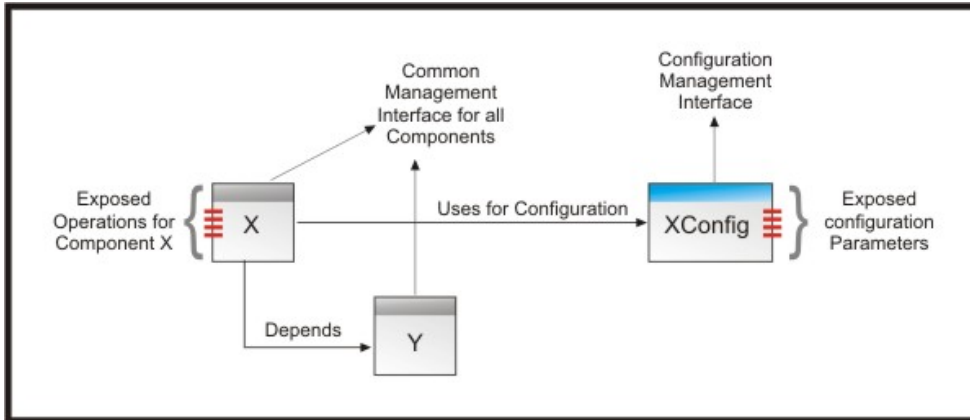 Common
Management
Interface for all
Components
Configuration
Management
Interface
Exposed
Operations for
Component X
X
Uses for Configuration
XConfig
Exposed
configuration
Parameters
Depends
Y